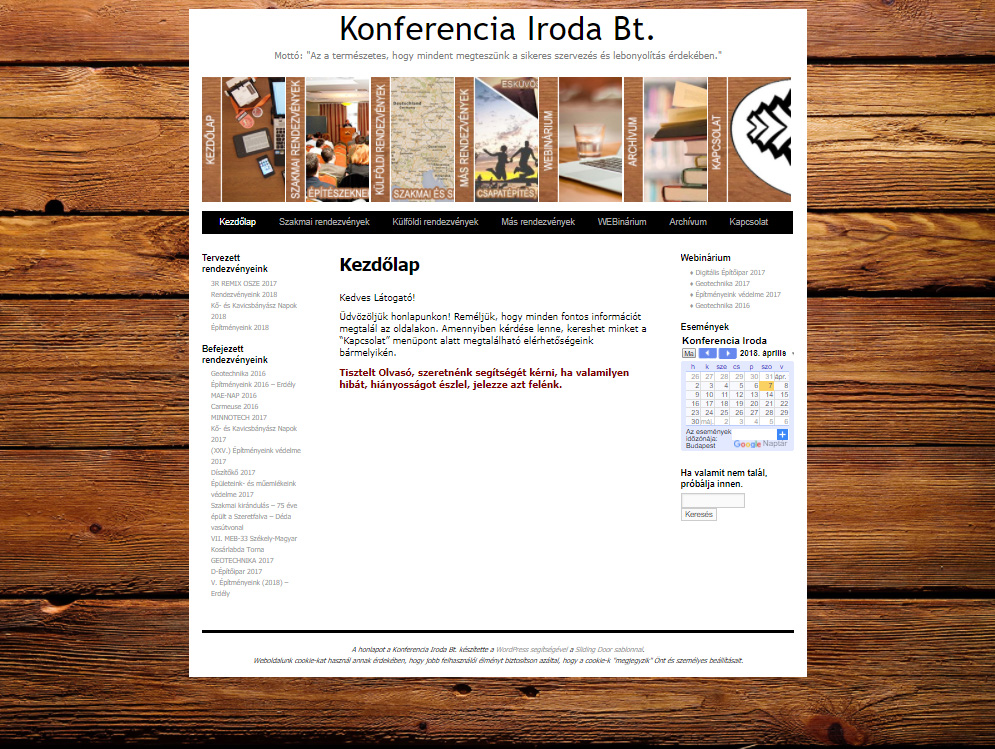 Konferencia Iroda Bt.
Mottó: "Az a természetes, hogy mindent megteszünk a sikeres szervezés és lebonyolítás érdekében."
KEZDŐLAP
SZAKMAI RENDEZVÉNYEK
ÉPÍTÉSZEKNEK
KÜLFÖLDI RENDEZVÉNYEK
Deutschland
SZAKMAI ÉS S
MÁS RENDEZVÉNYEK
ESKÜVŐ
CSAPATÉPÍTÉS,
WEBINÁRIUM
ARCHÍVUM
KAPCSOLAT
Kezdőlap Szakmai rendezvények Külföldi rendezvények Más rendezvények WEBinárium Archívum Kapcsolat
Tervezett
rendezvényeink
3R REMIX OSZE 2017
Rendezvényeink 2018
Kő- és Kavicsbányász Napok
2018
Építményeink 2018
Befejezett
rendezvényeink
Geotechnika 2016
Építményeink 2016 – Erdély
MAE-NAP 2016
Carmeuse 2016
MINNOTECH 2017
Kő- és Kavicsbányász Napok
2017
(XXV.) Építményeink védelme
2017
Díszítőkő 2017
Épületeink- és műemlékeink
védelme 2017
Szakmai kirándulás – 75 éve
épült a Szeretfalva – Déda
vasútvonal
VII. MEB-33 Székely-Magyar
Kosárlabda Torna
GEOTECHNIKA 2017
D-Építőipar 2017
V. Építményeink (2018) –
Erdély
Kezdőlap
Kedves Látogató!
Üdvözöljük honlapunkon! Reméljük, hogy minden fontos információt
megtalál az oldalakon. Amennyiben kérdése lenne, kereshet minket a
“Kapcsolat” menüpont alatt megtalálható elérhetőségeink
bármelyikén.
Tisztelt Olvasó, szeretnénk segítségét kérni, ha valamilyen
hibát, hiányosságot észlel, jelezze azt felénk.
Webinárium
♦ Digitális Építőipar 2017
♦ Geotechnika 2017
♦ Építményeink védelme 2017
♦ Geotechnika 2016
Események
Konferencia Iroda
Ma 2018. április
h k sze cs p szo v
26 27 28 29 30 31 ápr.
2 3 4 5 6 7 8
9 10 11 12 13 14 15
16 17 18 19 20 21 22
23 24 25 26 27 28 29
30 máj. 2 3 4 5 6
Az események
időzónája:
Budapest
Google Naptár
Ha valamit nem talál,
próbálja innen.
Keresés
A honlapot a Konferencia Iroda Bt. készítette a WordPress segítségével a Sliding Door sablonnal.
Weboldalunk cookie-kat használ annak érdekében, hogy jobb felhasználói élményt biztosítson azáltal, hogy a cookie-k "megjegyzik" Önt és személyes beállításait.